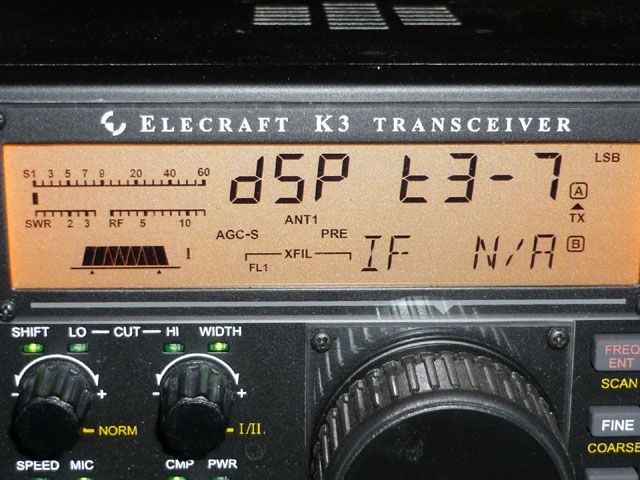 ELECRAFT K3 TRANSCEIVER
S1 3 5 7 9 20 40 60
dSP t3-7
LSB
A
TX
SWR 2 3 RF 5 10
ANT1
AGC-S PRE
XFIL
FL1
I
IF N/A
B
SHIFT LO CUT HI WIDTH
- + - +
NORM I/II
SPEED MIC CMP PWR
FREQ
ENT
SCAN
FINE
COARSE